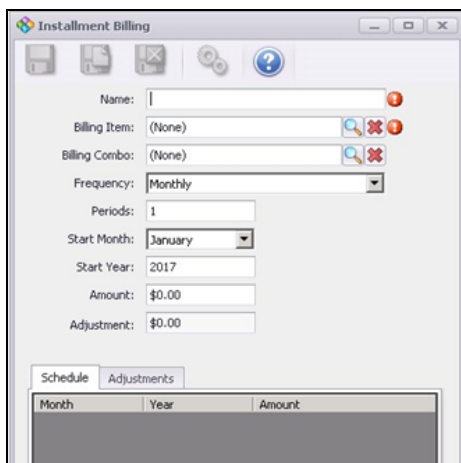 Installment Billing
Name:
Billing Item: (None)
Billing Combo: (None)
Frequency: Monthly
Periods: 1
Start Month: January
Start Year: 2017
Amount: $0.00
Adjustment: $0.00
Schedule Adjustments
Month Year Amount